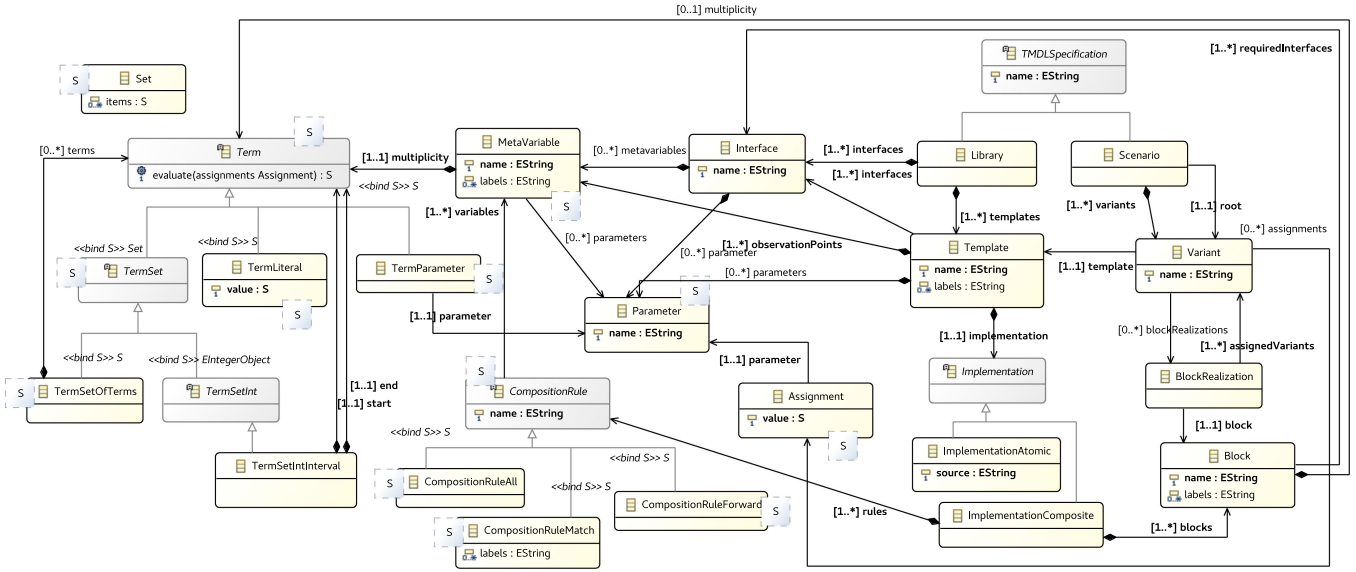 [0..1] multiplicity
[1..*] requiredInterfaces
TMDLSpecification
name : EString
S
Set
items : S
S
Term
evaluate(assignments Assignment) : S
[0..*] terms
[1..1] multiplicity
<<bind S>> S
MetaVariable
name : EString
labels : EString
S
[0..*] metavariables
Interface
name : EString
[1..*] interfaces
[1..*] interfaces
Library
Scenario
[1..*] variables
[0..*] parameters
[1..*] observationPoints
[0..*] parameter
[0..*] parameters
[1..*] templates
[1..*] variants
[1..1] root
[0..*] assignments
Template
name : EString
labels : EString
[1..1] template
Variant
name : EString
<<bind S>> Set
<<bind S>> S
S
TermSet
TermLiteral
value : S
S
TermParameter
S
[1..1] parameter
S
Parameter
name : EString
[1..1] implementation
[0..*] blockRealizations
[1..*] assignedVariants
<<bind S>> S
<<bind S>> EIntegerObject
S
TermSetOfTerms
TermSetInt
[1..1] end
[1..1] start
S
CompositionRule
name : EString
[1..1] parameter
Assignment
value : S
S
Implementation
BlockRealization
[1..1] block
<<bind S>> S
<<bind S>> S
<<bind S>> S
TermSetIntInterval
S
CompositionRuleAll
CompositionRuleForward
S
S
CompositionRuleMatch
labels : EString
ImplementationAtomic
source : EString
Block
name : EString
labels : EString
[1..*] rules
ImplementationComposite
[1..*] blocks